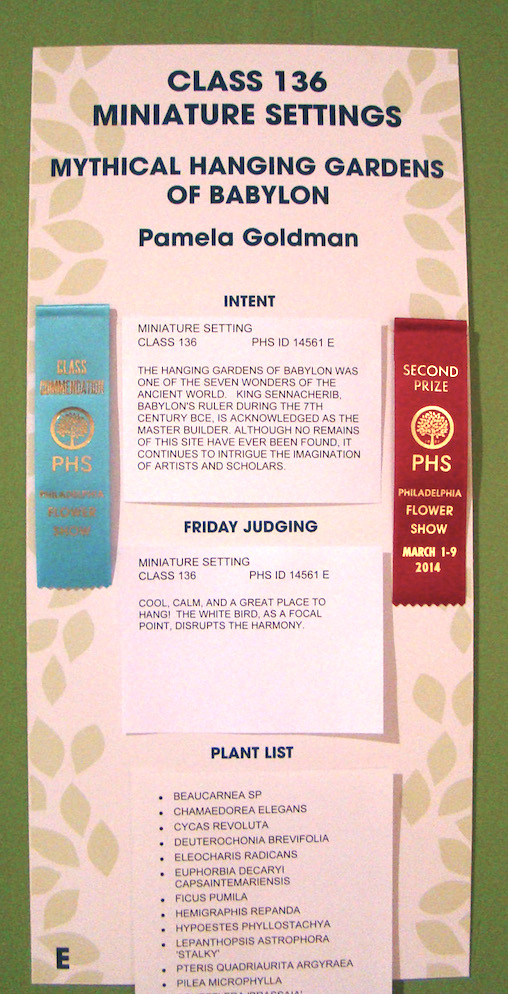 CLASS 136
MINIATURE SETTINGS
MYTHICAL HANGING GARDENS
OF BABYLON
Pamela Goldman
INTENT
MINIATURE SETTING
CLASS 136 PHS ID 14561 E
THE HANGING GARDENS OF BABYLON WAS
ONE OF THE SEVEN WONDERS OF THE
ANCIENT WORLD. KING SENNACHERIB,
BABYLON'S RULER DURING THE 7TH
CENTURY BCE, IS ACKNOWLEDGED AS THE
MASTER BUILDER. ALTHOUGH NO REMAINS
OF THIS SITE HAVE EVER BEEN FOUND, IT
CONTINUES TO INTRIGUE THE IMAGINATION
OF ARTISTS AND SCHOLARS.
CLASS
COMMENDATION
PHS
PHILADELPHIA
FLOWER
SHOW
SECOND
PRIZE
PHS
PHILADELPHIA
FLOWER
SHOW
MARCH 1-9
2014
FRIDAY JUDGING
MINIATURE SETTING
CLASS 136 PHS ID 14561 E
COOL, CALM, AND A GREAT PLACE TO
HANG! THE WHITE BIRD, AS A FOCAL
POINT, DISRUPTS THE HARMONY.
PLANT LIST
• BEAUCARNEA SP
• CHAMAEDOREA ELEGANS
• CYCAS REVOLUTA
• DEUTEROCHONIA BREVIFOLIA
• ELEOCHARIS RADICANS
• EUPHORBIA DECARYI
CAPSAINTEMARIENSIS
• FICUS PUMILA
• HEMIGRAPHIS REPANDA
• HYPOESTES PHYLLOSTACHYA
• LEPANTHOPSIS ASTROPHORA
'STALKY'
• PTERIS QUADRIAURITA ARGYRAEA
• PILEA MICROPHYLLA
E